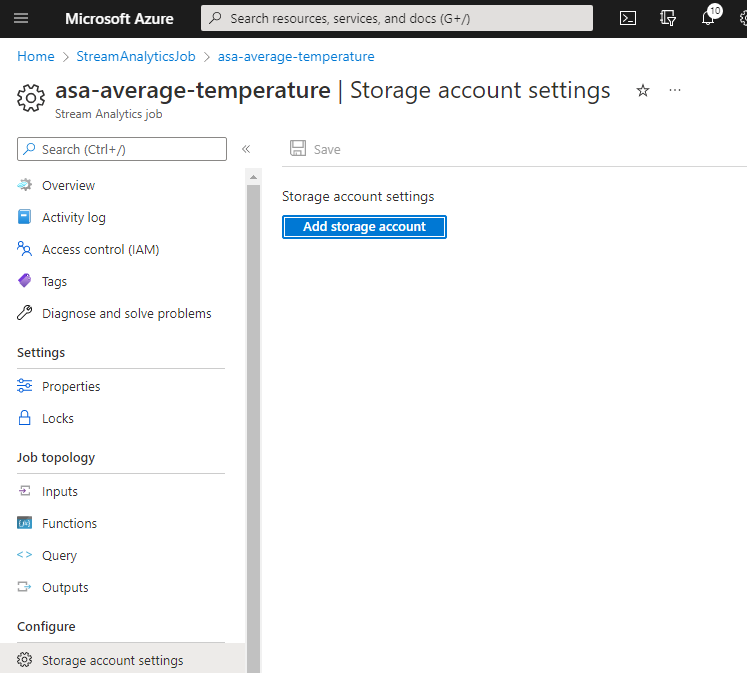 Microsoft Azure
Search resources, services, and docs (G+/)
10
Home > StreamAnalyticsJob > asa-average-temperature
asa-average-temperature | Storage account settings
Stream Analytics job
Search (Ctrl+/)
Save
Overview
Activity log
Access control (IAM)
Tags
Diagnose and solve problems
Settings
Properties
Locks
Job topology
Inputs
Functions
Query
Outputs
Configure
Storage account settings
Storage account settings
Add storage account